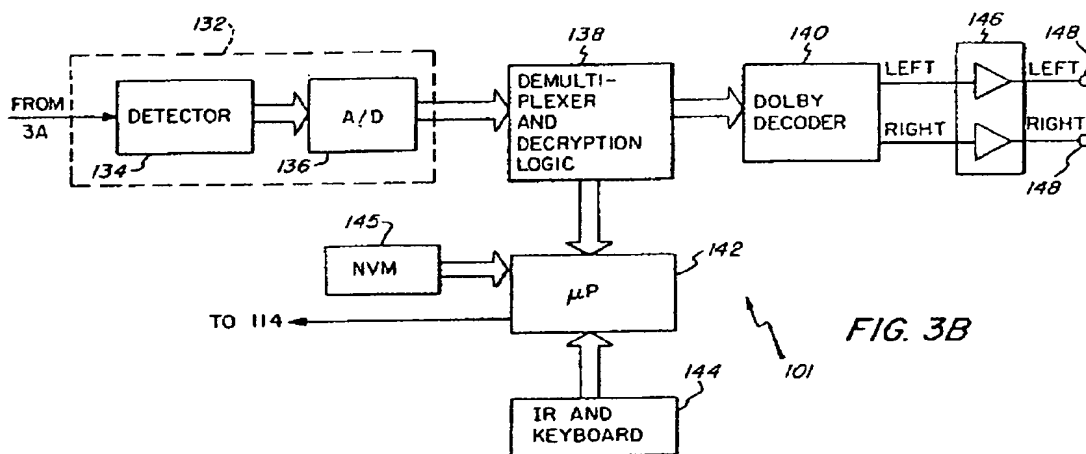 132
138
140
146
148
FROM
3A
DETECTOR
134
A/D
136
DEMULTI-
PLEXER
AND
DECRYPTION
LOGIC
DOLBY
DECODER
LEFT
RIGHT
LEFT
RIGHT
148
145
NVM
142
µP
TO 114
101
FIG. 3B
144
IR AND
KEYBOARD